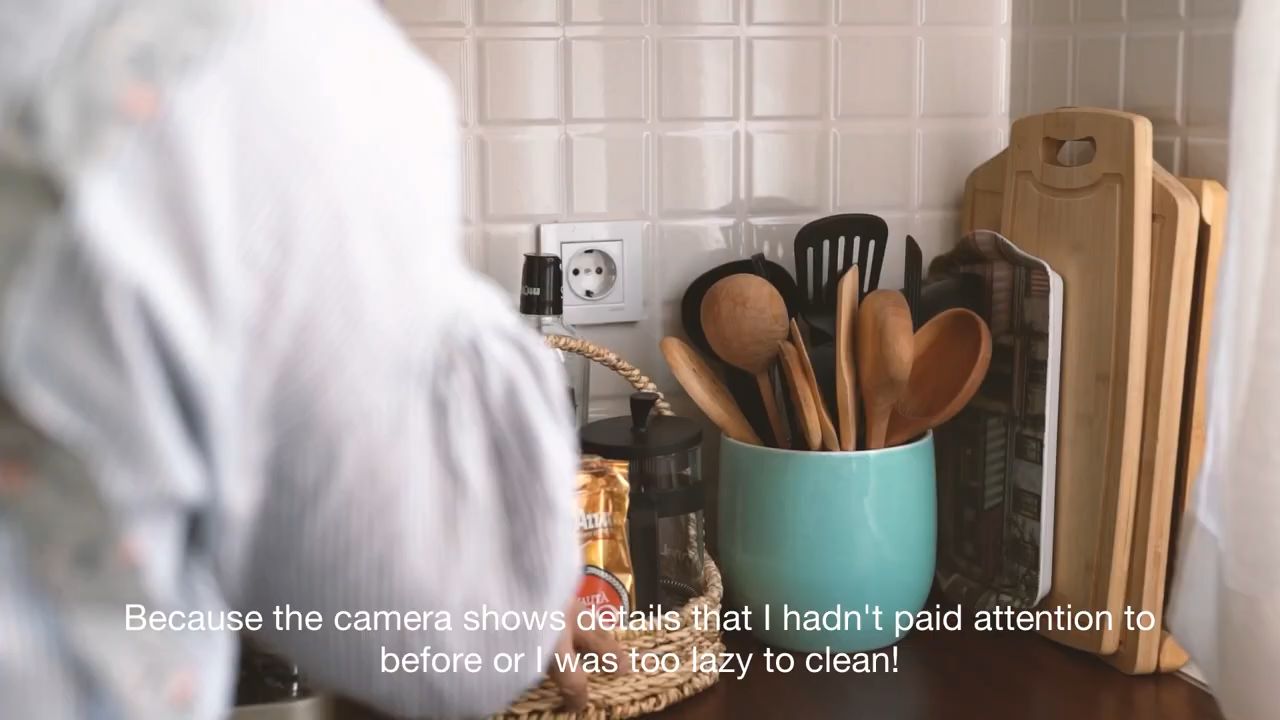 Because the camera shows details that I hadn't paid attention to
before or I was too lazy to clean!